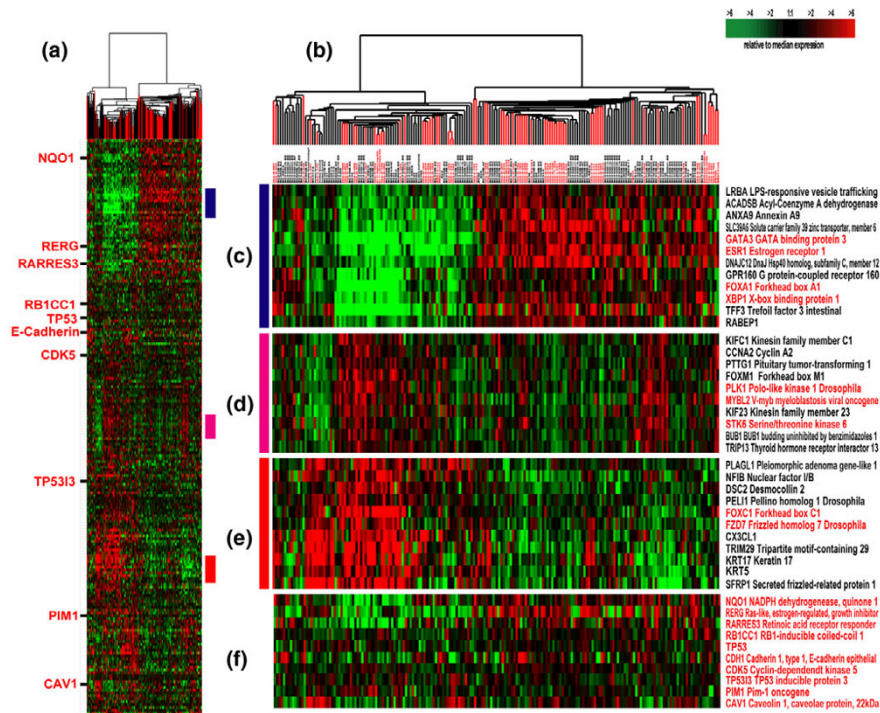 (a)
(b)
>6 >4 >2 1:1 >2 >4 >6
relative to median expression
NQO1
RERG
RARRES3
RB1CC1
TP53
E-Cadherin
CDK5
TP53I3
PIM1
CAV1
(c)
LRBA LPS-responsive vesicle trafficking
ACADSB Acyl-Coenzyme A dehydrogenase
ANXA9 Annexin A9
SLC39A6 Solute carrier family 39 zinc transporter, member 6
GATA3 GATA binding protein 3
ESR1 Estrogen receptor 1
DNAJC12 DnaJ Hsp40 homolog, subfamily C, member 12
GPR160 G protein-coupled receptor 160
FOXA1 Forkhead box A1
XBP1 X-box binding protein 1
TFF3 Trefoil factor 3 intestinal
RABEP1
(d)
KIFC1 Kinesin family member C1
CCNA2 Cyclin A2
PTTG1 Pituitary tumor-transforming 1
FOXM1 Forkhead box M1
PLK1 Polo-like kinase 1 Drosophila
MYBL2 V-myb myeloblastosis viral oncogene
KIF23 Kinesin family member 23
STK6 Serine/threonine kinase 6
BUB1 BUB1 budding uninhibited by benzimidazoles 1
TRIP13 Thyroid hormone receptor interactor 13
(e)
PLAGL1 Pleiomorphic adenoma gene-like 1
NFIB Nuclear factor I/B
DSC2 Desmocollin 2
PELI1 Pellino homolog 1 Drosophila
FOXC1 Forkhead box C1
FZD7 Frizzled homolog 7 Drosophila
CX3CL1
TRIM29 Tripartite motif-containing 29
KRT17 Keratin 17
KRT5
SFRP1 Secreted frizzled-related protein 1
(f)
NQO1 NADPH dehydrogenase, quinone 1
RERG Ras-like, estrogen-regulated, growth inhibitor
RARRES3 Retinoic acid receptor responder
RB1CC1 RB1-inducible coiled-coil 1
TP53
CDH1 Cadherin 1, type 1, E-cadherin epithelial
CDK5 Cyclin-dependendt kinase 5
TP53I3 TP53 inducible protein 3
PIM1 Pim-1 oncogene
CAV1 Caveolin 1, caveolae protein, 22kDa